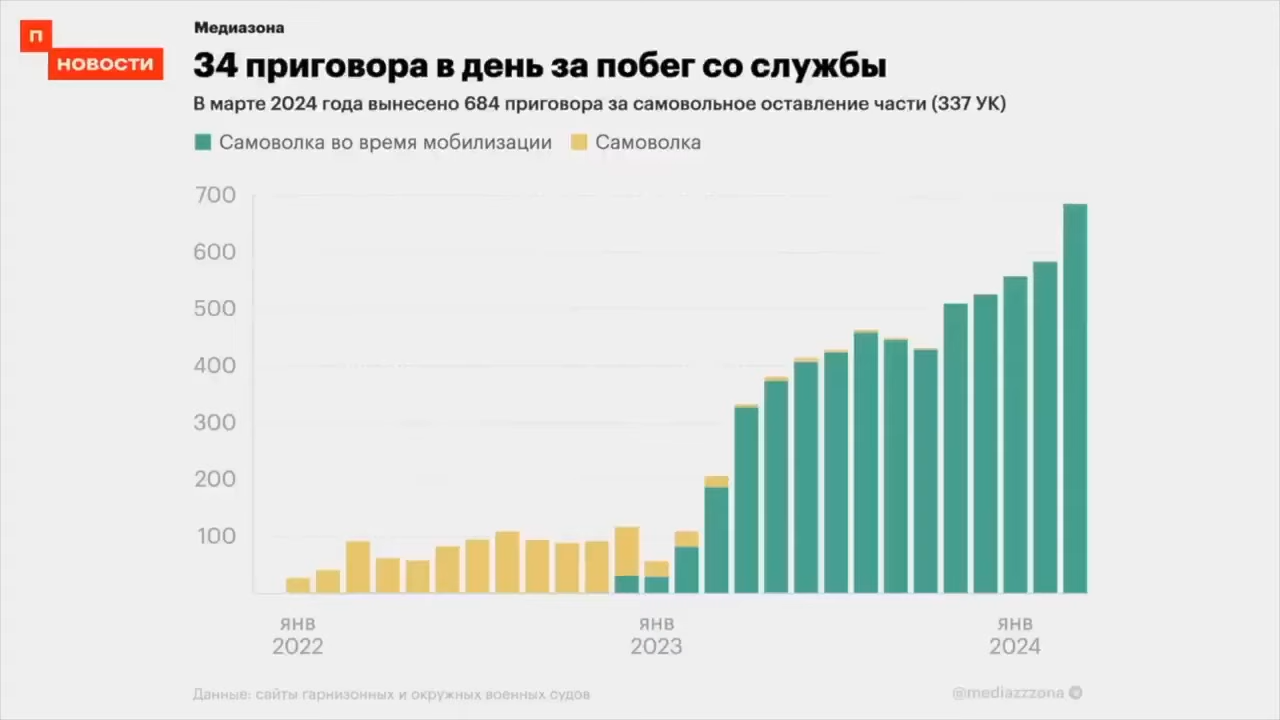 П
НОВОСТИ
Медиазона
34 приговора в день за побег со службы
В марте 2024 года вынесено 684 приговора за самовольное оставление части (337 УК)
Самоволка во время мобилизации Самоволка
700
600
500
400
300
200
100
ЯНВ ЯНВ ЯНВ
2022 2023 2024
Данные: сайты гарнизонных и окружных военных судов @mediazzzona